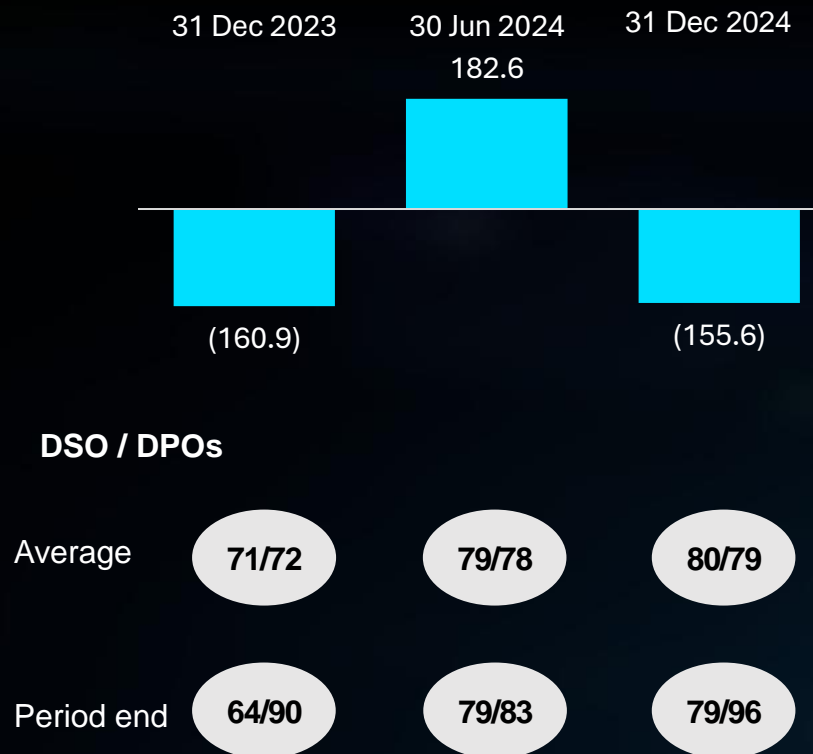 31 Dec 2023 30 Jun 2024 31 Dec 2024
182.6
(160.9) (155.6)
DSO / DPOs
Average 71/72 79/78 80/79
Period end 64/90 79/83 79/96